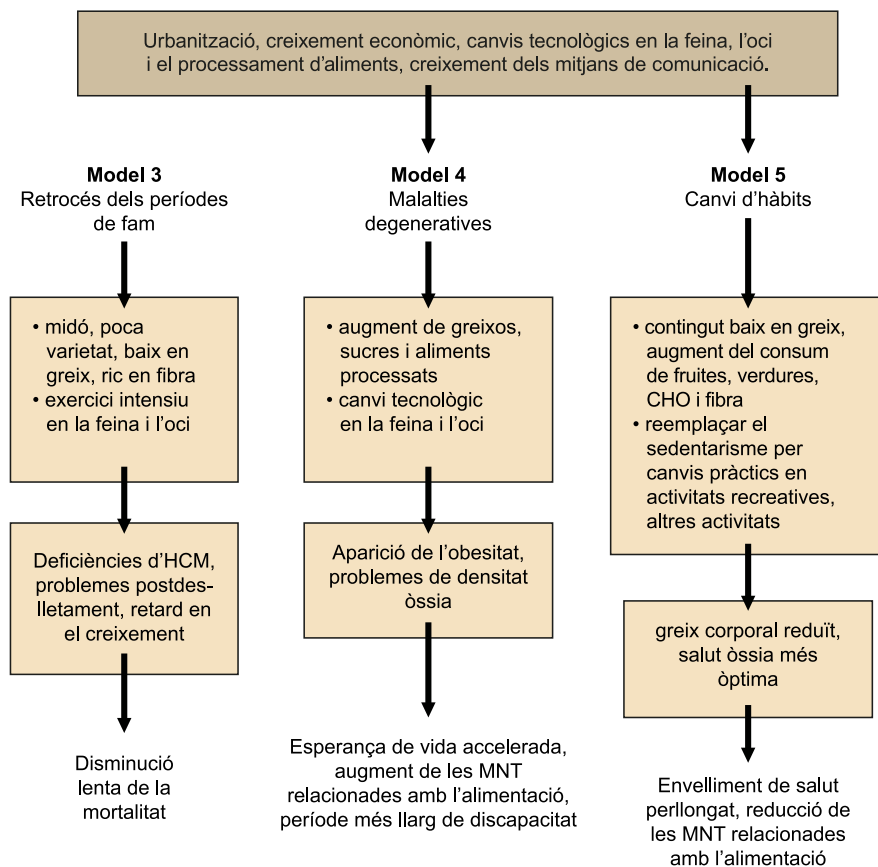 Urbanització, creixement econòmic, canvis tecnològics en la feina, l’oci
i el processament d’aliments, creixement dels mitjans de comunicació.
Model 3
Retrocés dels períodes
de fam
Model 4
Malalties
degeneratives
Model 5
Canvi d’hàbits
• midó, poca
varietat, baix en
greix, ric en fibra
• exercici intensiu
en la feina i l’oci
• augment de greixos,
sucres i aliments
processats
• canvi tecnològic
en la feina i l’oci
• contingut baix en greix,
augment del consum
de fruites, verdures,
CHO i fibra
• reemplaçar el
sedentarisme per
canvis pràctics en
activitats recreatives,
altres activitats
Deficiències d’HCM,
problemes postdes-
lletament, retard en
el creixement
Aparició de l’obesitat,
problemes de densitat
òssia
greix corporal reduït,
salut òssia més
òptima
Disminució
lenta de la
mortalitat
Esperança de vida accelerada,
augment de les MNT
relacionades amb l’alimentació,
període més llarg de discapacitat
Envelliment de salut
perllongat, reducció de
les MNT relacionades
amb l’alimentació